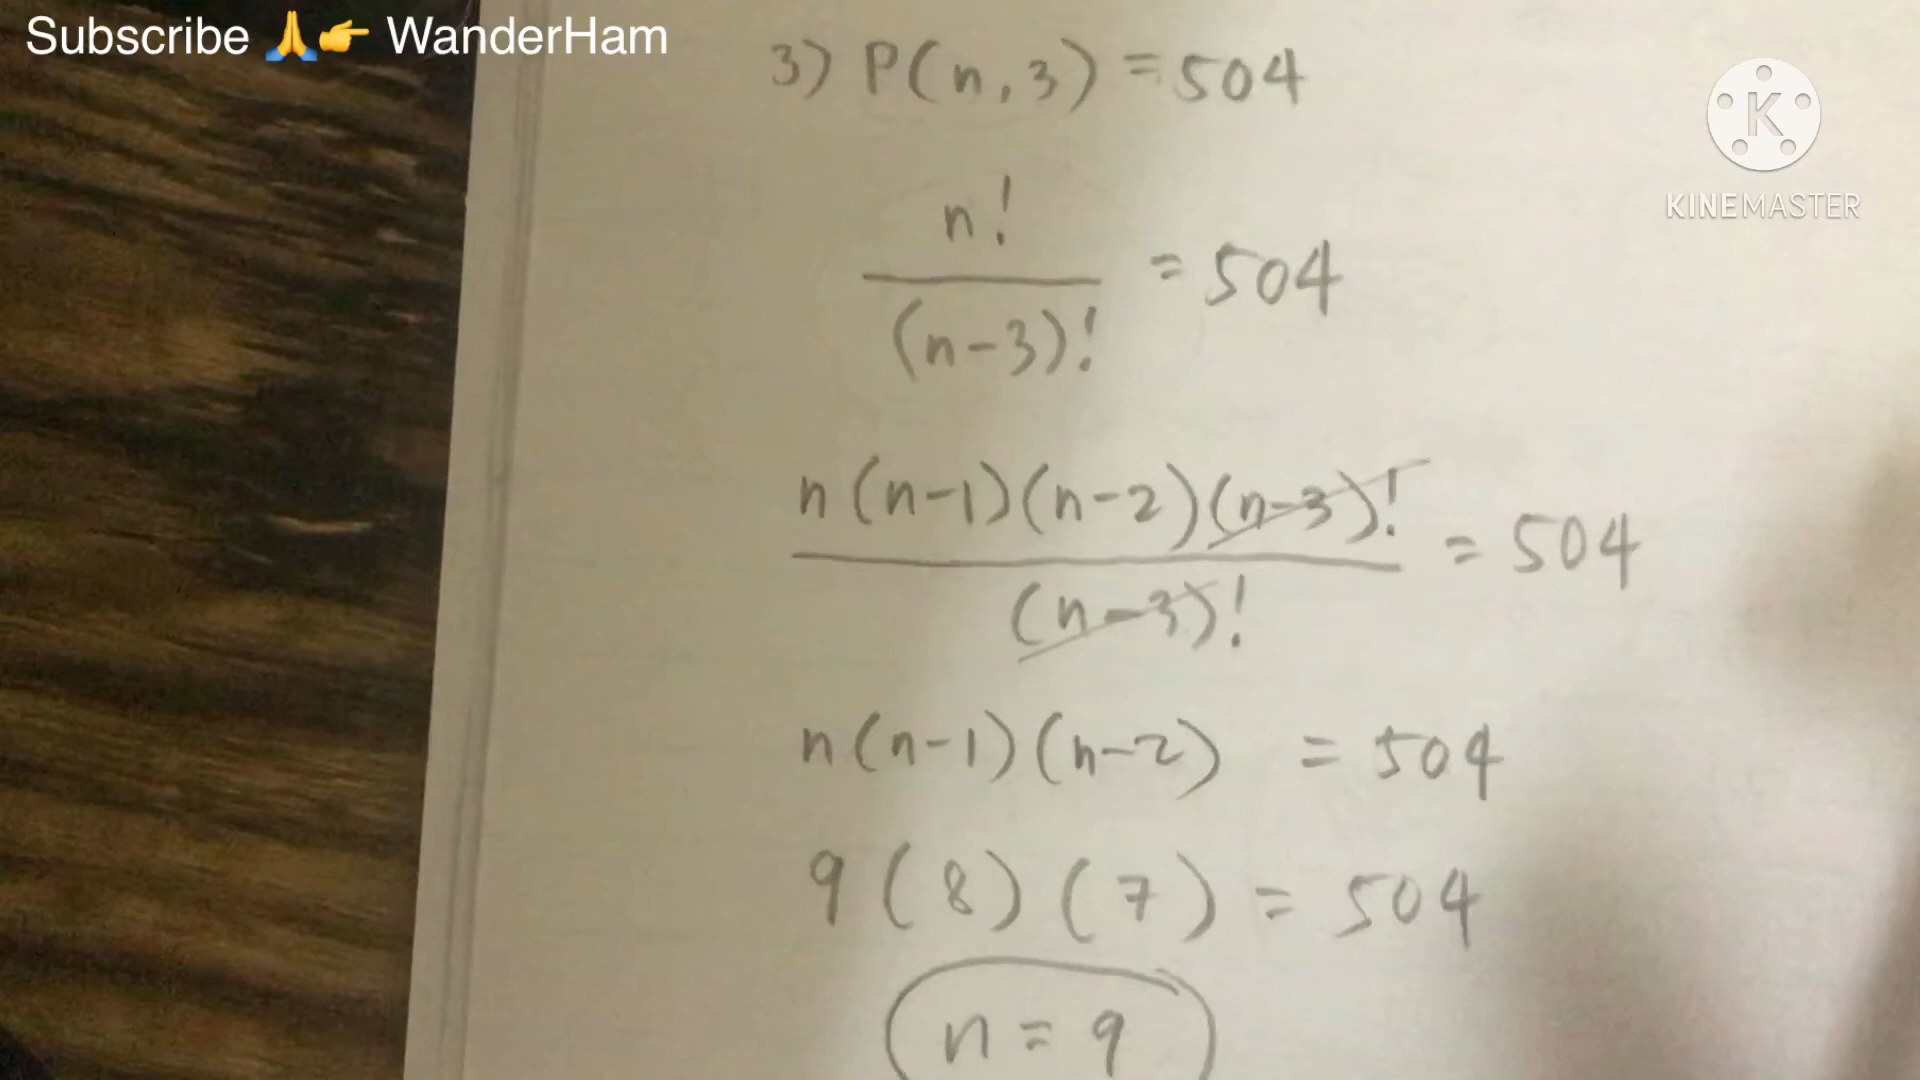 Subscribe 🙏👉 WanderHam
K
KINEMASTER
3) P(n,3) = 504
n!
(n-3)! = 504
n(n-1)(n-2)(n-3)!
(n-3)! = 504
n(n-1)(n-2) = 504
9(8)(7) = 504
n = 9